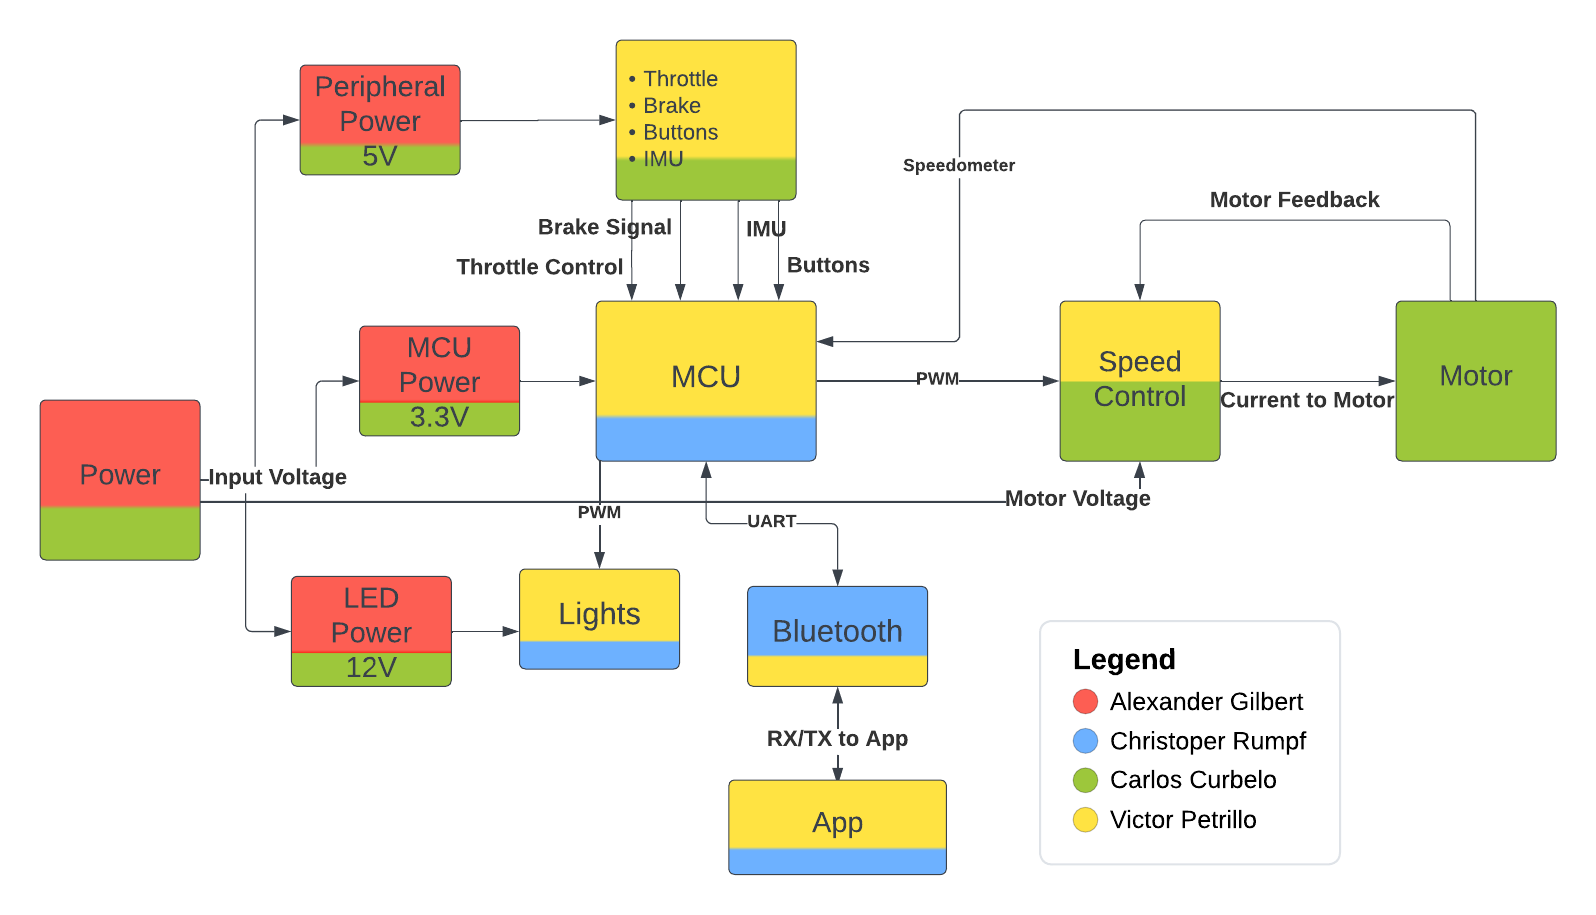 Peripheral
Power
5V
• Throttle
• Brake
• Buttons
• IMU
Speedometer
Motor Feedback
Brake Signal
IMU
Throttle Control
Buttons
MCU
Power
3.3V
MCU
PWM
Speed
Control
Current to Motor
Motor
Power
Input Voltage
Motor Voltage
PWM
UART
LED
Power
12V
Lights
Bluetooth
RX/TX to App
App
Legend
Alexander Gilbert
Christoper Rumpf
Carlos Curbelo
Victor Petrillo